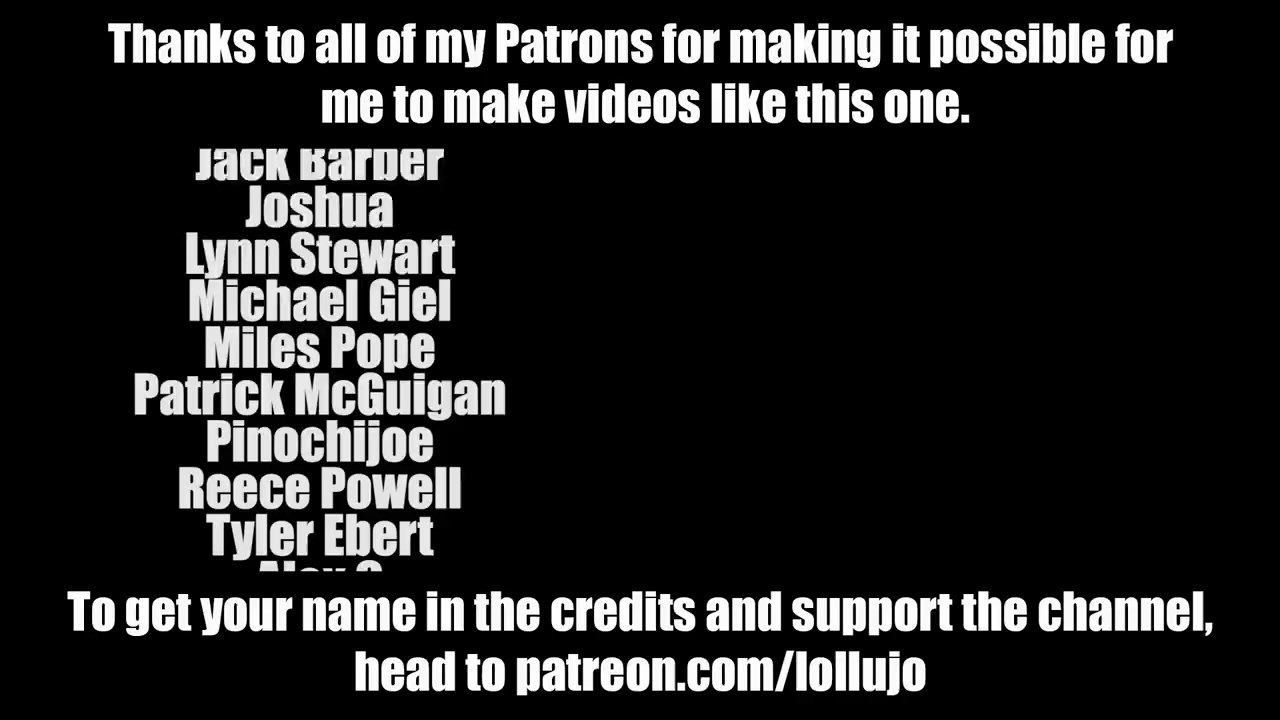 Thanks to all of my Patrons for making it possible for
me to make videos like this one.
Jack Barber
Joshua
Lynn Stewart
Michael Giel
Miles Pope
Patrick McGuigan
Pinochijoe
Reece Powell
Tyler Ebert
To get your name in the credits and support the channel,
head to patreon.com/lollujo